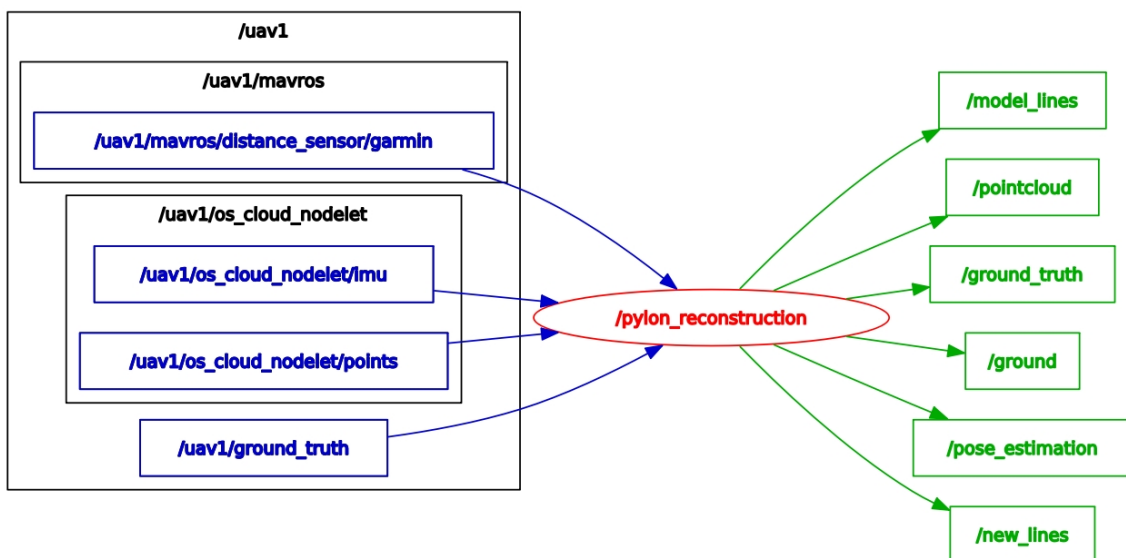 /uav1
/uav1/mavros
/uav1/mavros/distance_sensor/garmin
/uav1/os_cloud_nodelet
/uav1/os_cloud_nodelet/imu
/uav1/os_cloud_nodelet/points
/uav1/ground_truth
/pylon_reconstruction
/model_lines
/pointcloud
/ground_truth
/ground
/pose_estimation
/new_lines